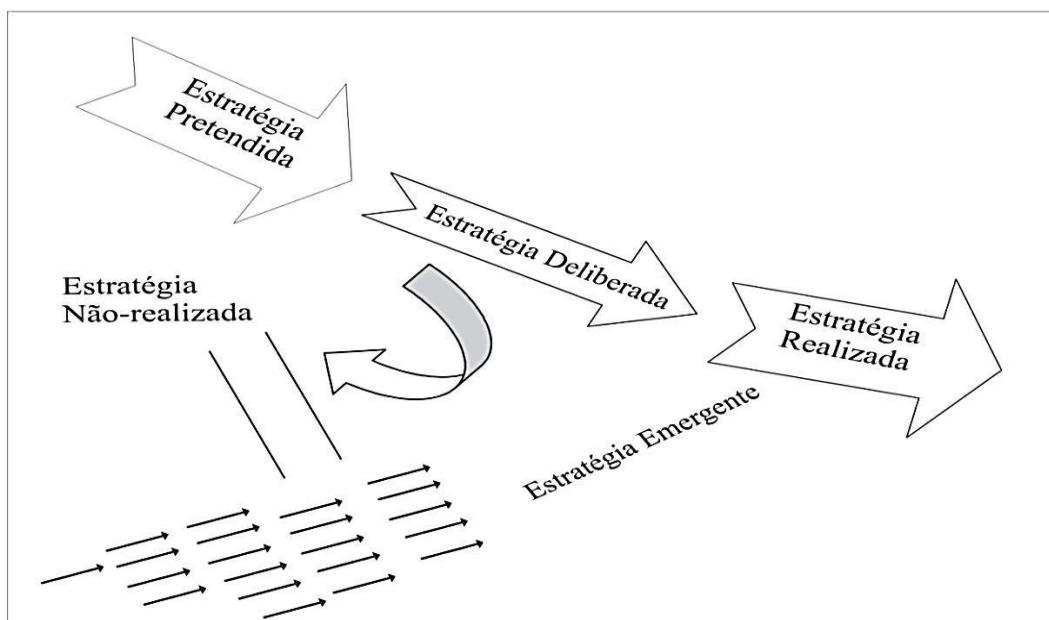 Estratégia
Pretendida
Estratégia Deliberada
Estratégia
Não-realizada
Estratégia
Realizada
Estratégia Emergente